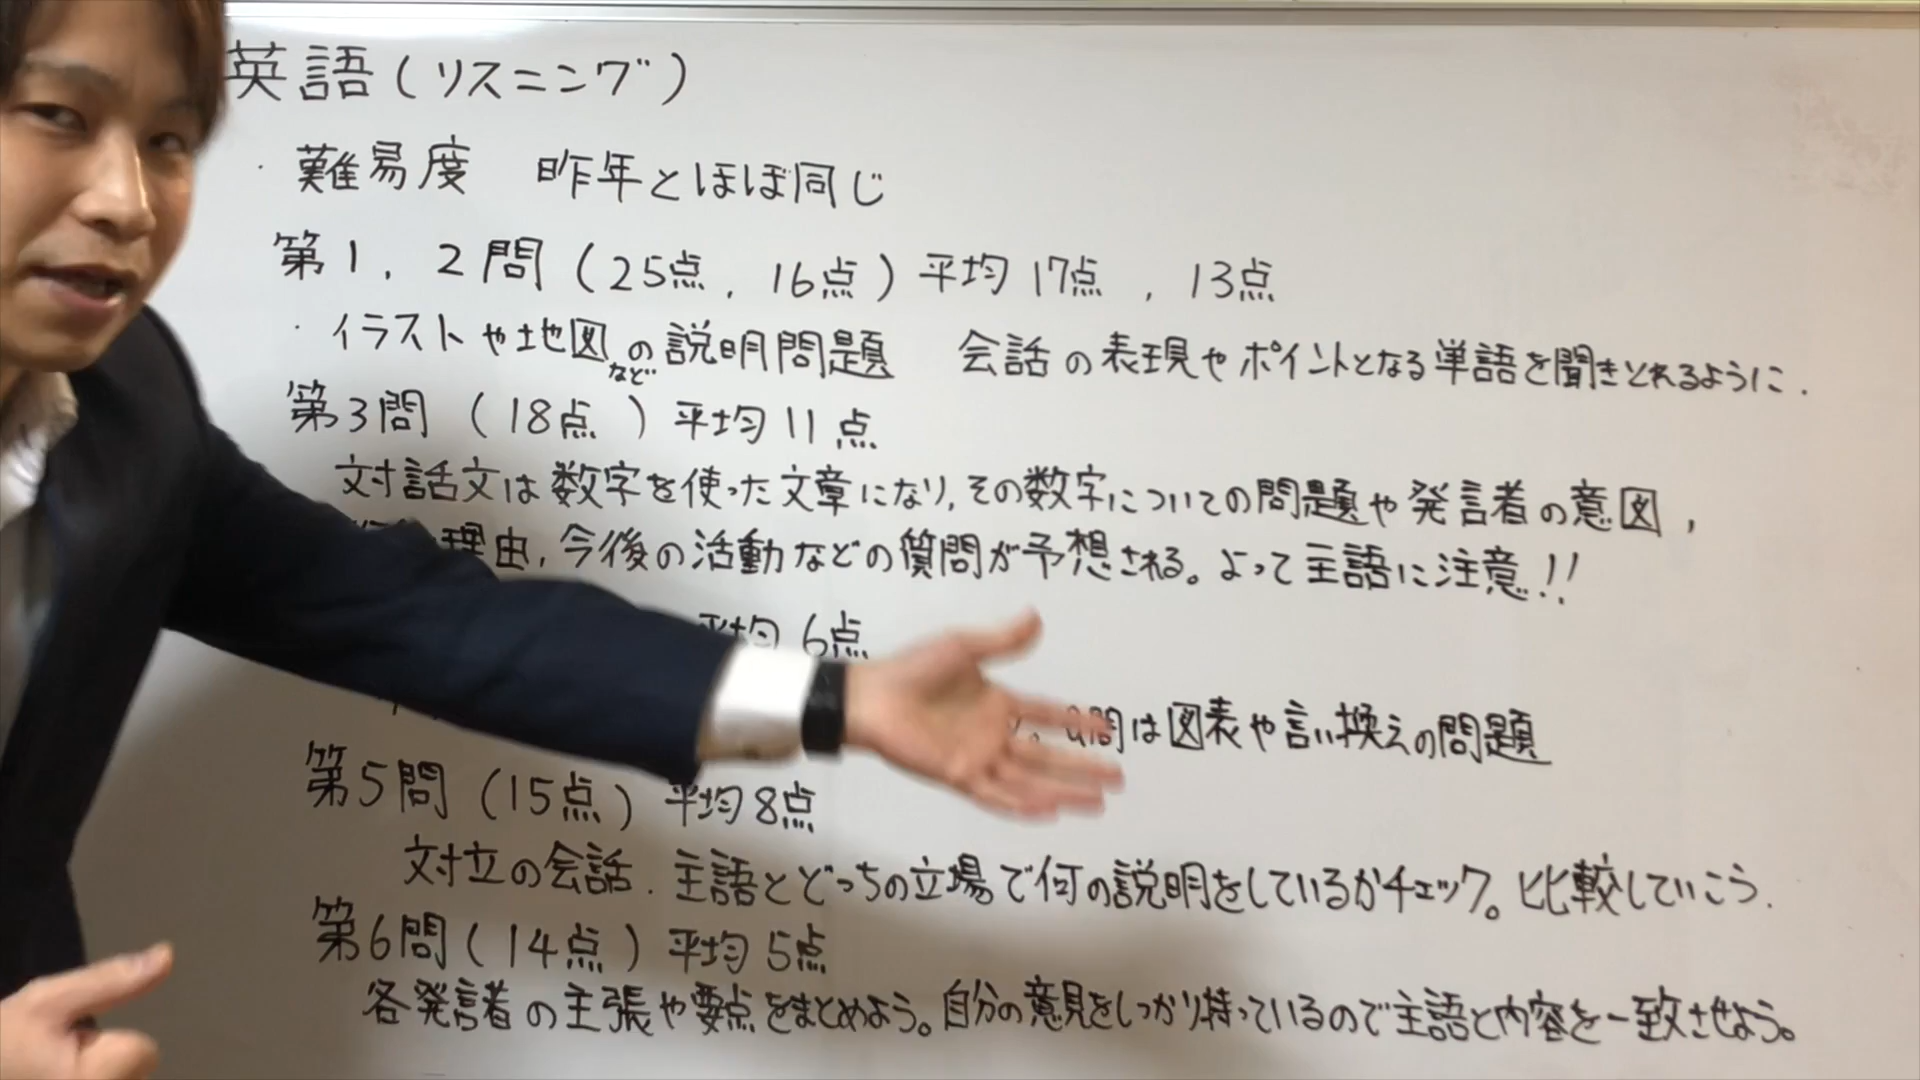 英語(リスニング)
・難易度 昨年とほぼ同じ
第1, 2問(25点, 16点)平均17点, 13点
・イラストや地図などの説明問題 会話の表現やポイントとなる単語を聞きとれるように.
第3問(18点)平均11点
対話文は数字を使った文章になり,その数字についての問題や発言者の意図,
理由,今後の活動などの質問が予想される。よって主語に注意!!
平均6点
問は図表や言い換えの問題
第5問(15点)平均8点
対立の会話.主語とどっちの立場で何の説明をしているかチェック。比較していこう.
第6問(14点)平均5点
各発言者の主張や要点をまとめよう。自分の意見をしっかり持っているので主語と内容を一致させよう。